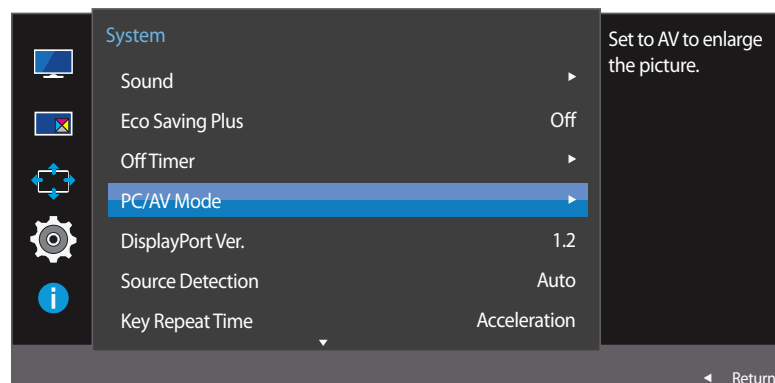 System
Sound
Eco Saving Plus Off
Off Timer
PC/AV Mode
DisplayPort Ver. 1.2
Source Detection Auto
Key Repeat Time Acceleration
Set to AV to enlarge
the picture.
Return